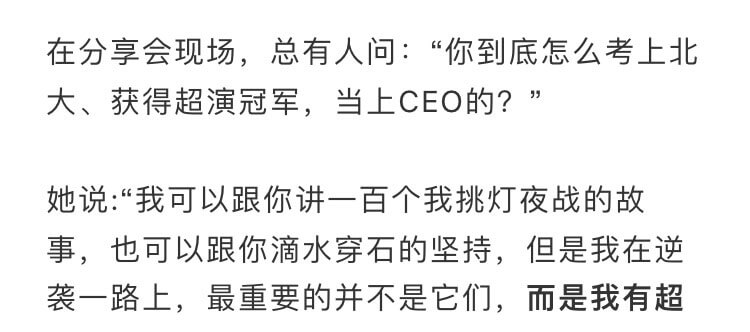 在分享会现场，总有人问：“你到底怎么考上北
大、获得超演冠军，当上CEO的？”
她说:“我可以跟你讲一百个我挑灯夜战的故
事，也可以跟你滴水穿石的坚持，但是我在逆
袭一路上，最重要的并不是它们，而是我有超